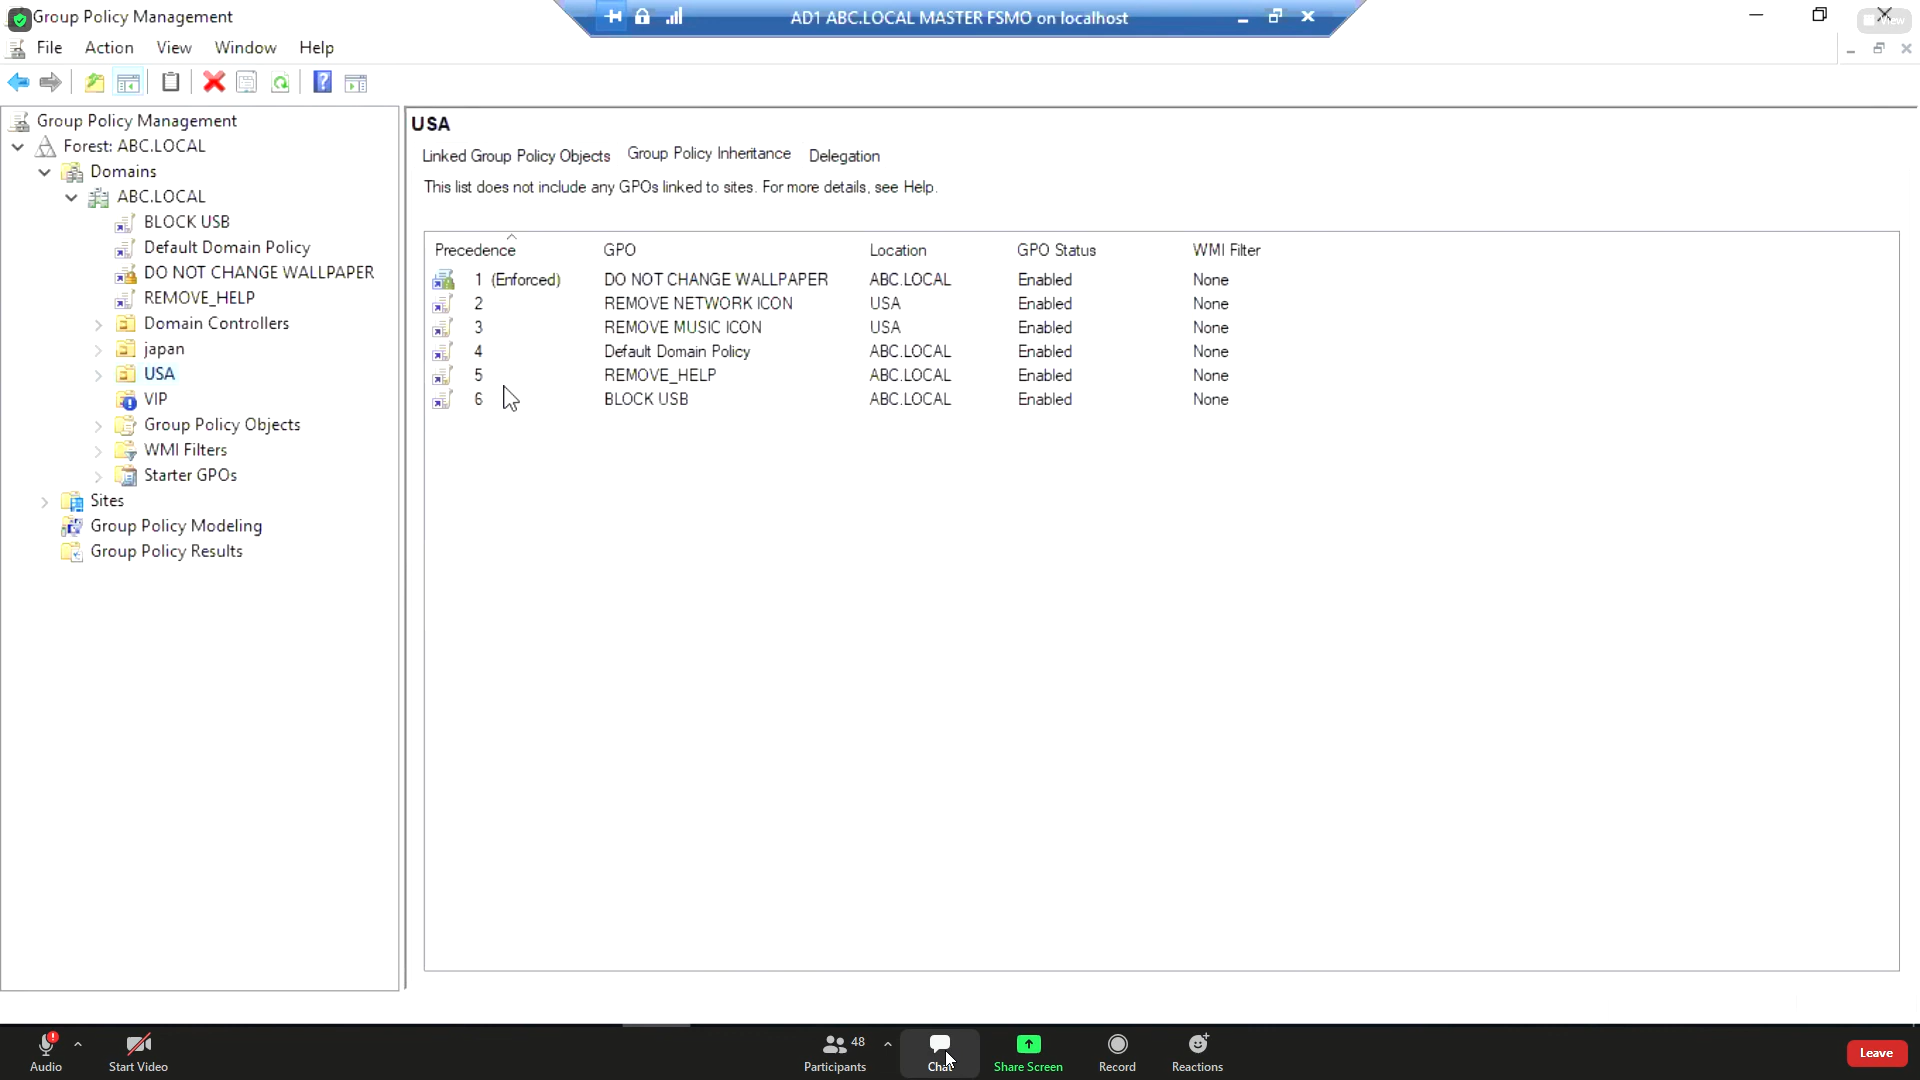 Group Policy Management
AD1 ABC.LOCAL MASTER FSMO on localhost
View
File Action View Window Help
Group Policy Management
Forest: ABC.LOCAL
Domains
ABC.LOCAL
BLOCK USB
Default Domain Policy
DO NOT CHANGE WALLPAPER
REMOVE_HELP
Domain Controllers
japan
USA
VIP
Group Policy Objects
WMI Filters
Starter GPOs
Sites
Group Policy Modeling
Group Policy Results
USA
Linked Group Policy Objects Group Policy Inheritance Delegation
This list does not include any GPOs linked to sites. For more details, see Help.
Precedence GPO Location GPO Status WMI Filter
1 (Enforced) DO NOT CHANGE WALLPAPER ABC.LOCAL Enabled None
2 REMOVE NETWORK ICON USA Enabled None
3 REMOVE MUSIC ICON USA Enabled None
4 Default Domain Policy ABC.LOCAL Enabled None
5 REMOVE_HELP ABC.LOCAL Enabled None
6 BLOCK USB ABC.LOCAL Enabled None
48
Audio Start Video Participants Chat Share Screen Record Reactions Leave